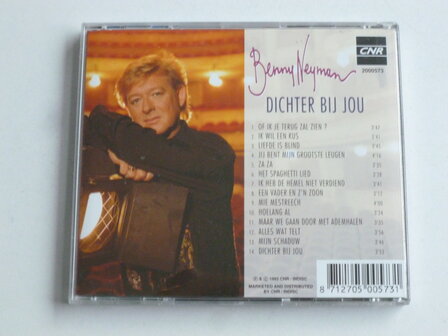 Benny Neyman
CNR
2000573
DICHTER BIJ JOU
1. OF IK JE TERUG ZAL ZIEN ?
2. IK WIL EEN KUS
3. LIEFDE IS BLIND
4. JIJ BENT MIJN GROOTSTE LEUGEN
5. ZA ZA
6. HET SPAGHETTI LIED
7. IK HEB DE HEMEL NIET VERDIEND
8. EEN VADER EN Z'N ZOON
9. MIE MESTREECH
10. HOELANG AL
11. MAAR WE GAAN DOOR MET ADEMHALEN
12. ALLES WAT TELT
13. MIJN SCHADUW
14. DICHTER BIJ JOU
MARKETED AND DISTRIBUTED
BY CNR / INDISC
8 712705 005731